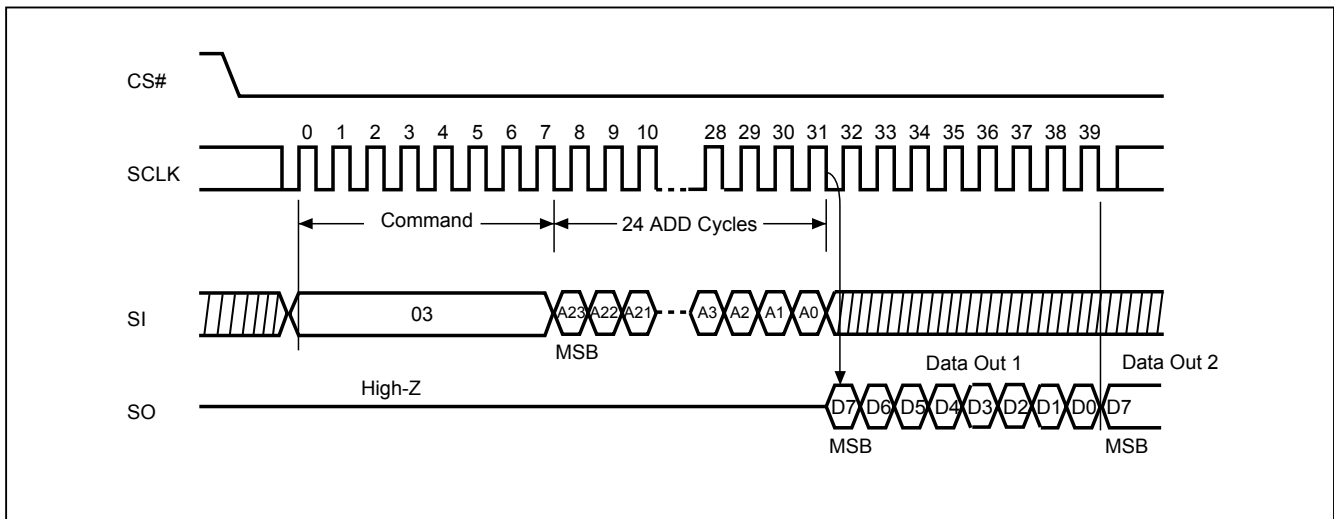 CS#
0 1 2 3 4 5 6 7 8 9 10 28 29 30 31 32 33 34 35 36 37 38 39
SCLK
Command 24 ADD Cycles
SI 03 A23 A22 A21 A3 A2 A1 A0
MSB
Data Out 1 Data Out 2
High-Z
SO D7 D6 D5 D4 D3 D2 D1 D0 D7
MSB MSB